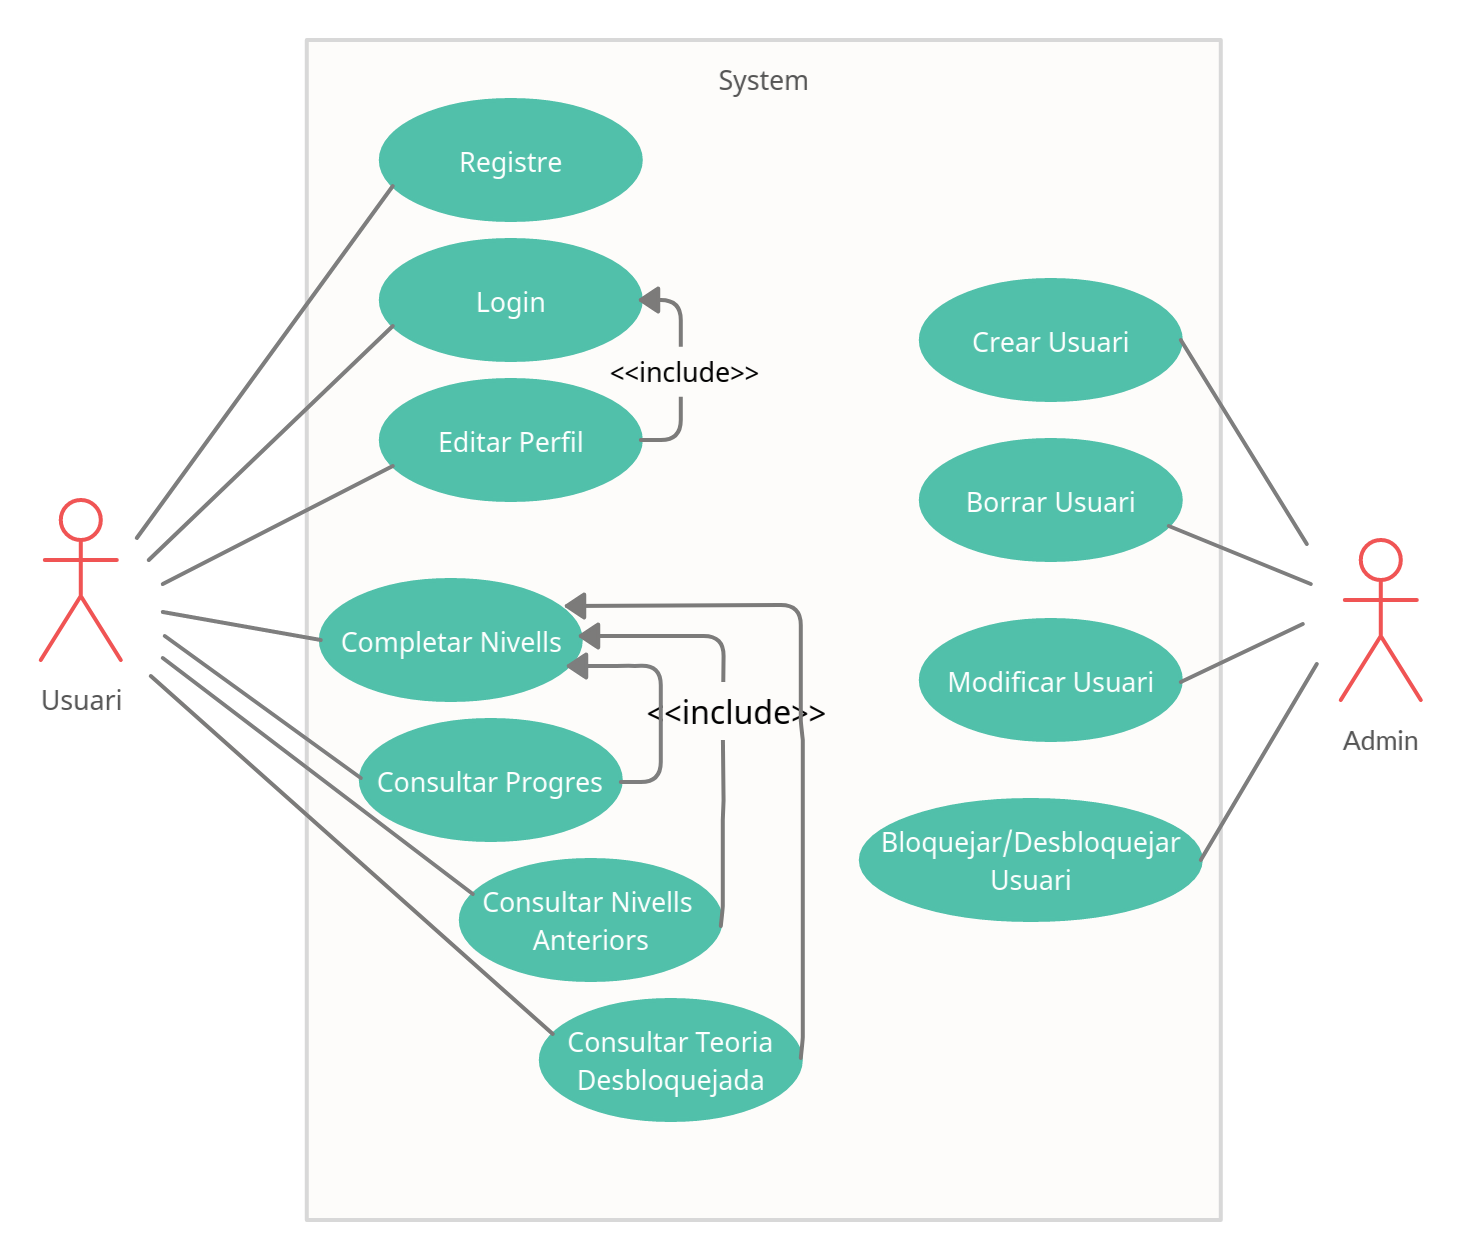 System
Registre
Login
<<include>>
Editar Perfil
Completar Nivells
<<include>>
Consultar Progres
Consultar Nivells
Anteriors
Consultar Teoria
Desbloquejada
Usuari
Crear Usuari
Borrar Usuari
Modificar Usuari
Bloquejar/Desbloquejar
Usuari
Admin